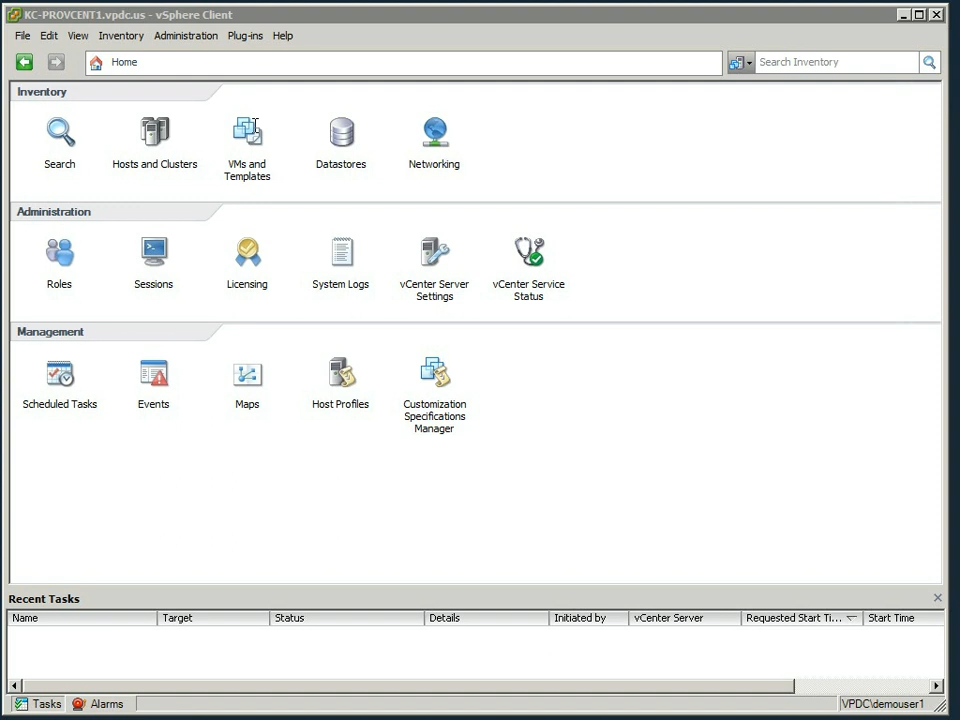 KC-PROVCENT1.vpdc.us - vSphere Client
File Edit View Inventory Administration Plug-ins Help
Home
Search Inventory
Inventory
Search
Hosts and Clusters
VMs and
Templates
Datastores
Networking
Administration
Roles
Sessions
Licensing
System Logs
vCenter Server
Settings
vCenter Service
Status
Management
Scheduled Tasks
Events
Maps
Host Profiles
Customization
Specifications
Manager
Recent Tasks
Name Target Status Details Initiated by vCenter Server Requested Start Ti... Start Time
Tasks Alarms VPDC\demouser1